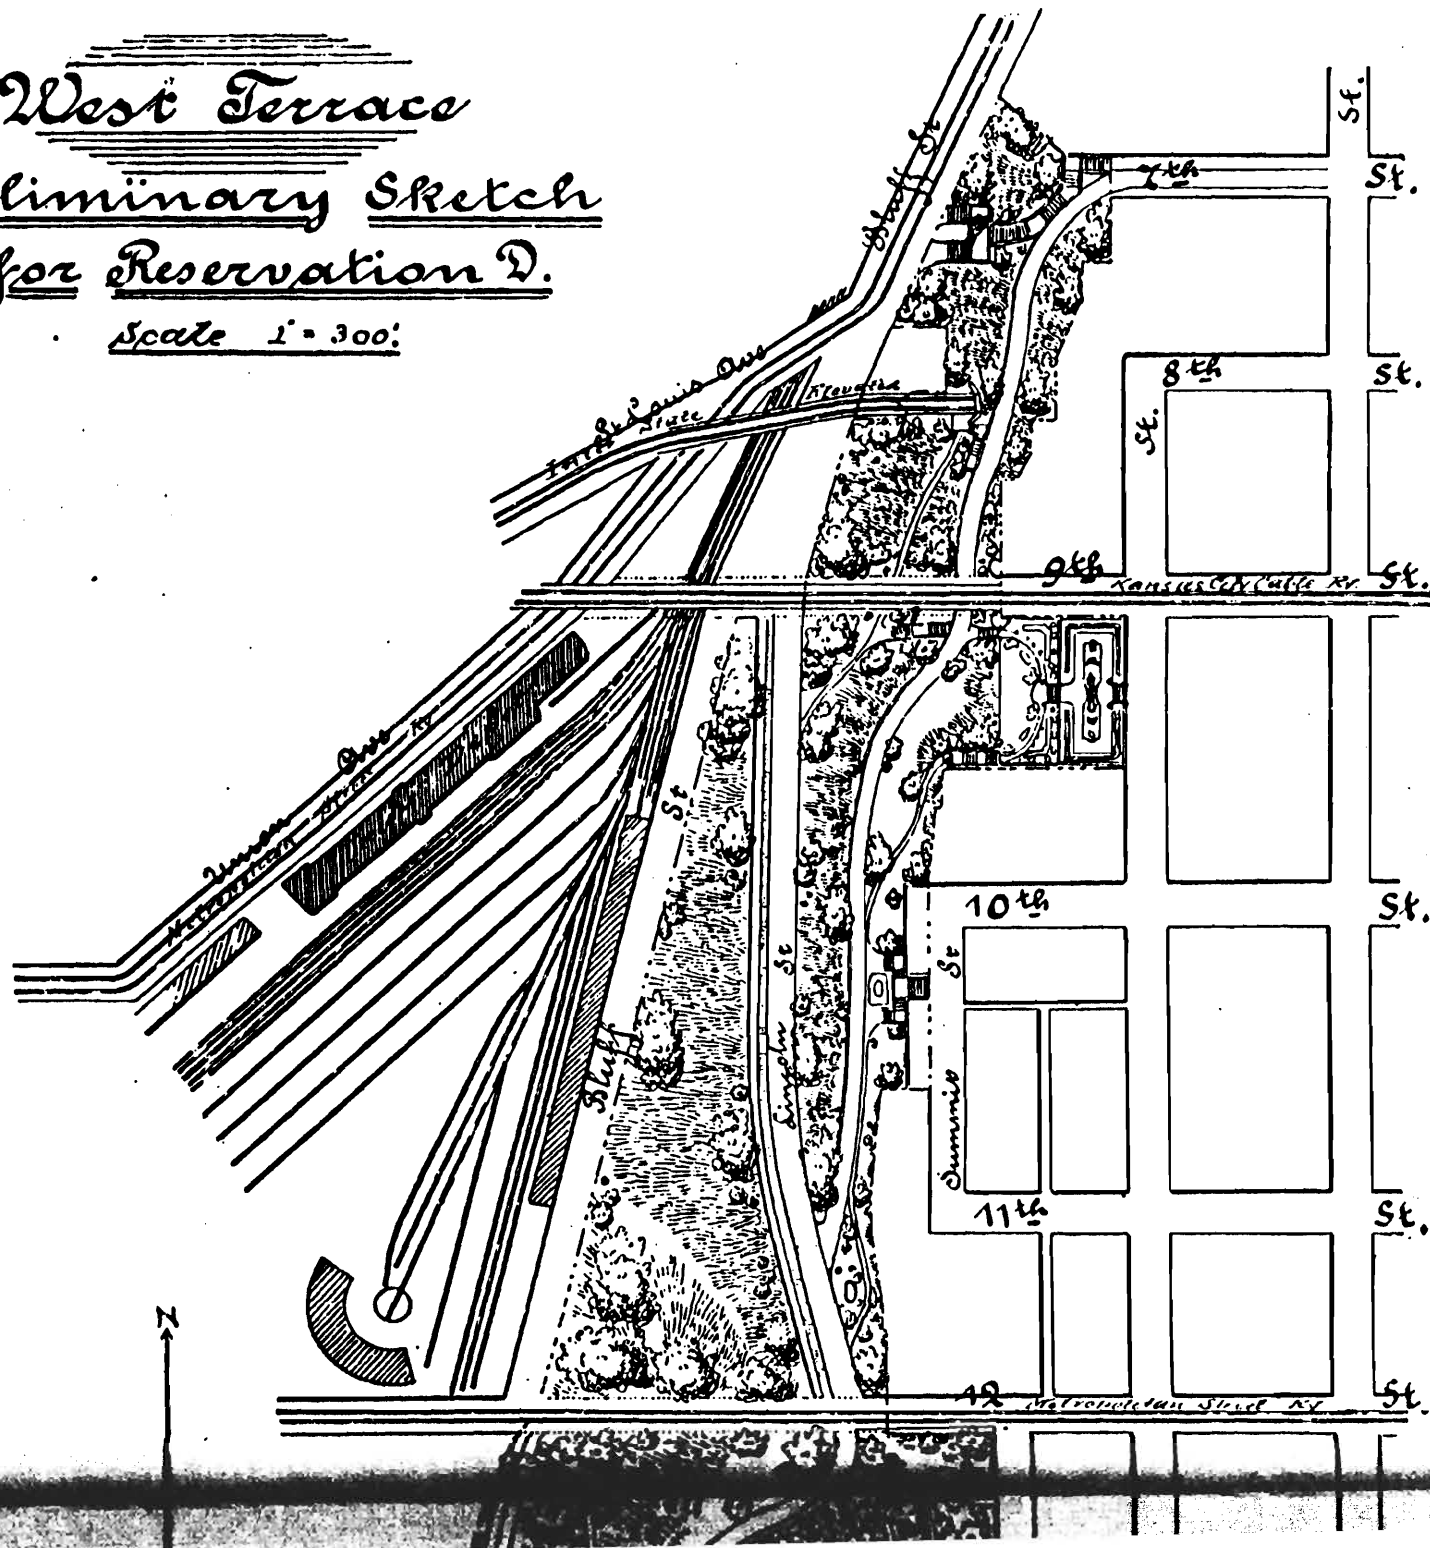 West Terrace
liminary Sketch
for Reservation D.
Scale 1" = 300'.
Bluff St
St.
7th St.
St Louis Ave
Elevated
State
8th St.
St.
9th St.
Kansas City Cable Ry.
Union Ave
Ry
Metropolitan Street
St
Bluff
Lincoln St
10th St.
Summit St
11th St.
N
12 St.
Metropolitan Street Ry